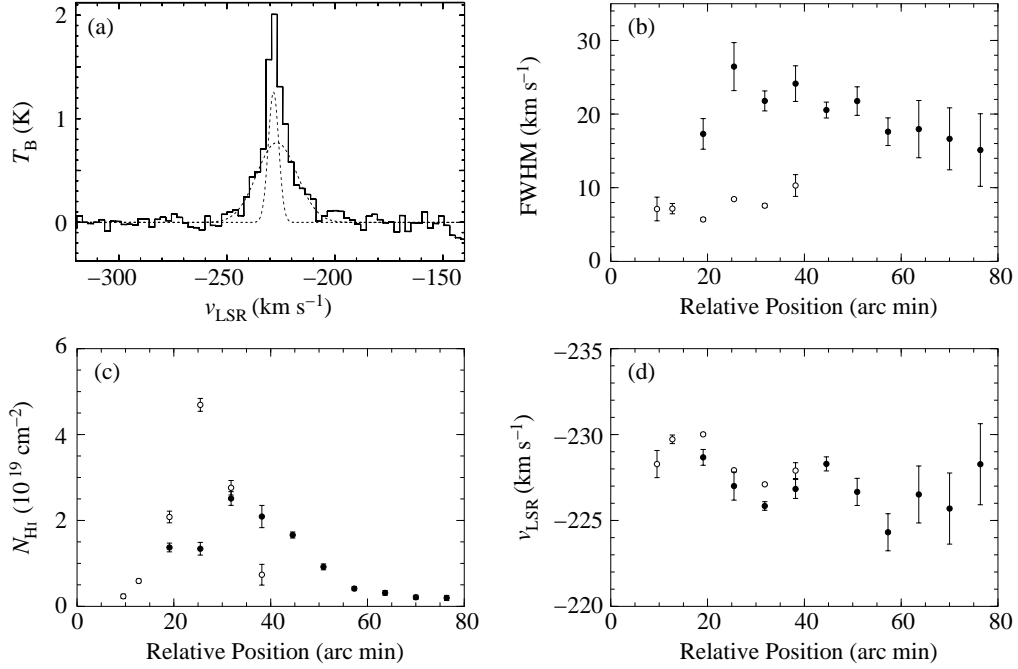 (a)
2
1
0
T_B (K)
−300
−250
−200
−150
v_LSR (km s⁻¹)
(b)
35
30
20
10
0
FWHM (km s⁻¹)
0
20
40
60
80
Relative Position (arc min)
(c)
6
4
2
0
N_HI (10¹⁹ cm⁻²)
0
20
40
60
80
Relative Position (arc min)
(d)
−235
−230
−225
−220
v_LSR (km s⁻¹)
0
20
40
60
80
Relative Position (arc min)